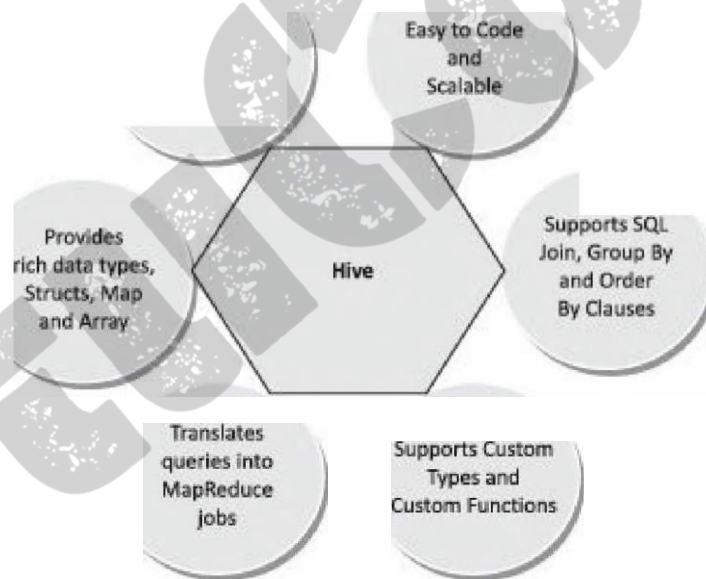 Easy to Code
and
Scalable
Provides
rich data types,
Structs, Map
and Array
Hive
Supports SQL
Join, Group By
and Order
By Clauses
Translates
queries into
MapReduce
jobs
Supports Custom
Types and
Custom Functions